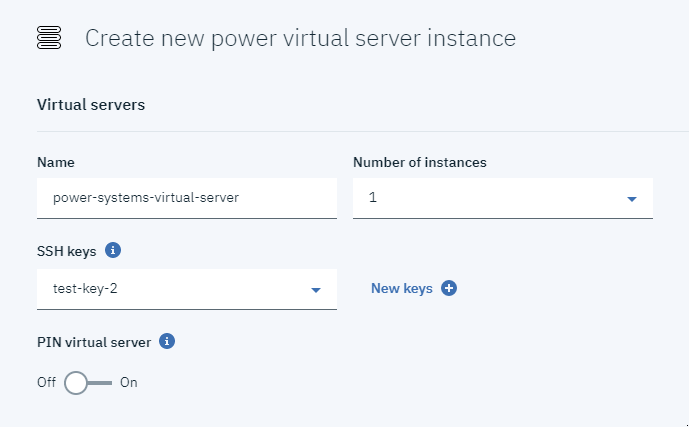 Create new power virtual server instance
Virtual servers
Name
Number of instances
power-systems-virtual-server
1
SSH keys
test-key-2
New keys
PIN virtual server
Off
On